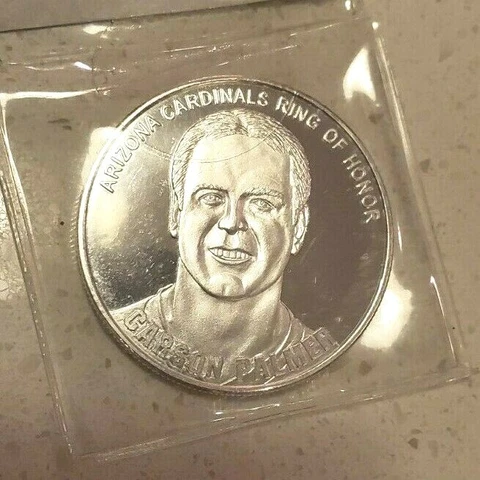 ARIZONA CARDINALS RING OF HONOR
CARSON PALMER